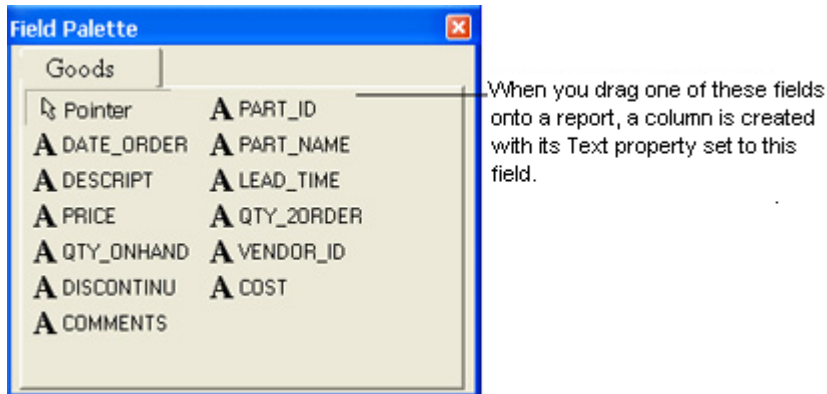 Field Palette
Goods
Pointer
PART_ID
DATE_ORDER
PART_NAME
DESCRIPT
LEAD_TIME
PRICE
QTY_2ORDER
QTY_ONHAND
VENDOR_ID
DISCONTINU
COST
COMMENTS
When you drag one of these fields
onto a report, a column is created
with its Text property set to this
field.